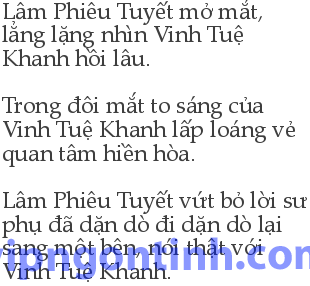 Lâm Phiêu Tuyết mở mắt,
lẳng lặng nhìn Vinh Tuệ
Khanh hồi lâu.
Trong đôi mắt to sáng của
Vinh Tuệ Khanh lấp loáng vẻ
quan tâm hiền hòa.
Lâm Phiêu Tuyết vứt bỏ lời sư
phụ đã dặn dò đi dặn dò lại
sang một bên, nói thật với
Vinh Tuệ Khanh.
vipngontinh.com